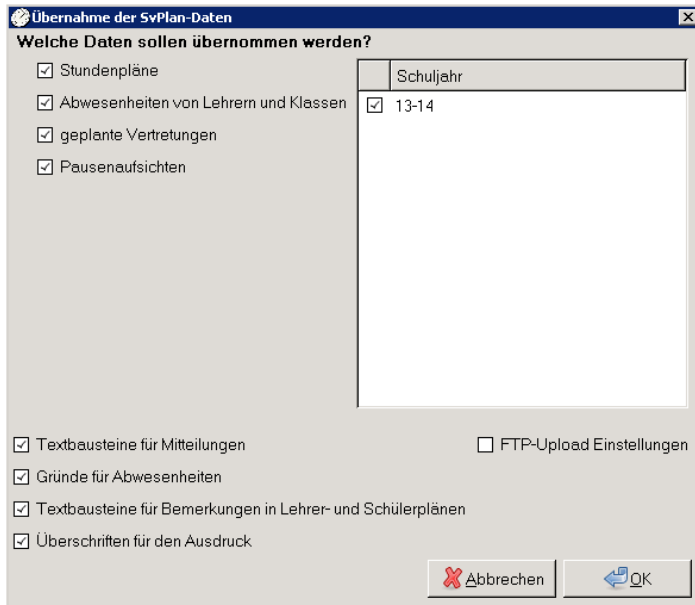 Übernahme der SvPlan-Daten
Welche Daten sollen übernommen werden?
Stundenpläne
Abwesenheiten von Lehrern und Klassen
geplante Vertretungen
Pausenaufsichten
Schuljahr
13-14
Textbausteine für Mitteilungen
FTP-Upload Einstellungen
Gründe für Abwesenheiten
Textbausteine für Bemerkungen in Lehrer- und Schülerplänen
Überschriften für den Ausdruck
Abbrechen
OK